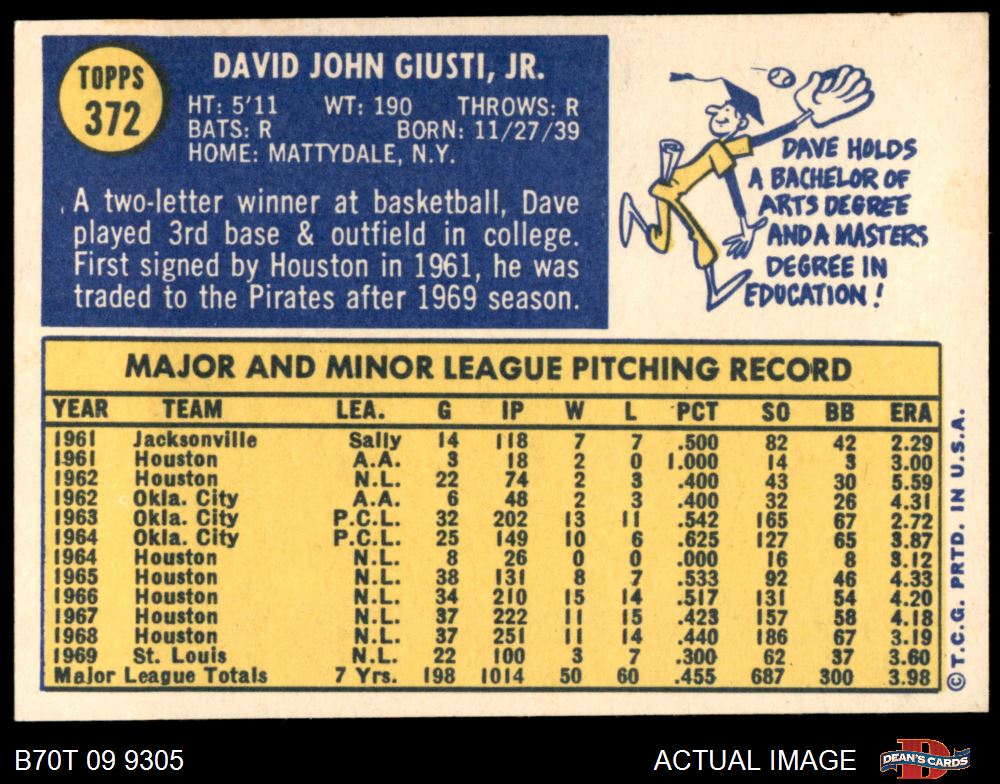 TOPPS
372
DAVID JOHN GIUSTI, JR.
HT: 5'11 WT: 190 THROWS: R
BATS: R BORN: 11/27/39
HOME: MATTYDALE, N.Y.
A two-letter winner at basketball, Dave
played 3rd base & outfield in college.
First signed by Houston in 1961, he was
traded to the Pirates after 1969 season.
DAVE HOLDS
A BACHELOR OF
ARTS DEGREE
AND A MASTERS
DEGREE IN
EDUCATION!
MAJOR AND MINOR LEAGUE PITCHING RECORD
YEAR TEAM LEA. G IP W L PCT SO BB ERA
1961 Jacksonville Sally 14 118 7 7 .500 82 42 2.29
1961 Houston A.A. 3 18 2 0 1.000 14 3 3.00
1962 Houston N.L. 22 74 2 3 .400 43 30 5.59
1962 Okla. City A.A. 6 48 2 3 .400 32 26 4.31
1963 Okla. City P.C.L. 32 202 13 11 .542 165 67 2.72
1964 Okla. City P.C.L. 25 149 10 6 .625 127 65 3.87
1964 Houston N.L. 8 26 0 0 .000 16 8 3.12
1965 Houston N.L. 38 131 8 7 .533 92 46 4.33
1966 Houston N.L. 34 210 15 14 .517 131 54 4.20
1967 Houston N.L. 37 222 11 15 .423 157 58 4.18
1968 Houston N.L. 37 251 11 14 .440 186 67 3.19
1969 St. Louis N.L. 22 100 3 7 .300 62 37 3.60
Major League Totals 7 Yrs. 198 1014 50 60 .455 687 300 3.98
© T.C.G. PRTD. IN U.S.A.
B70T 09 9305 ACTUAL IMAGE
DEAN'S CARDS